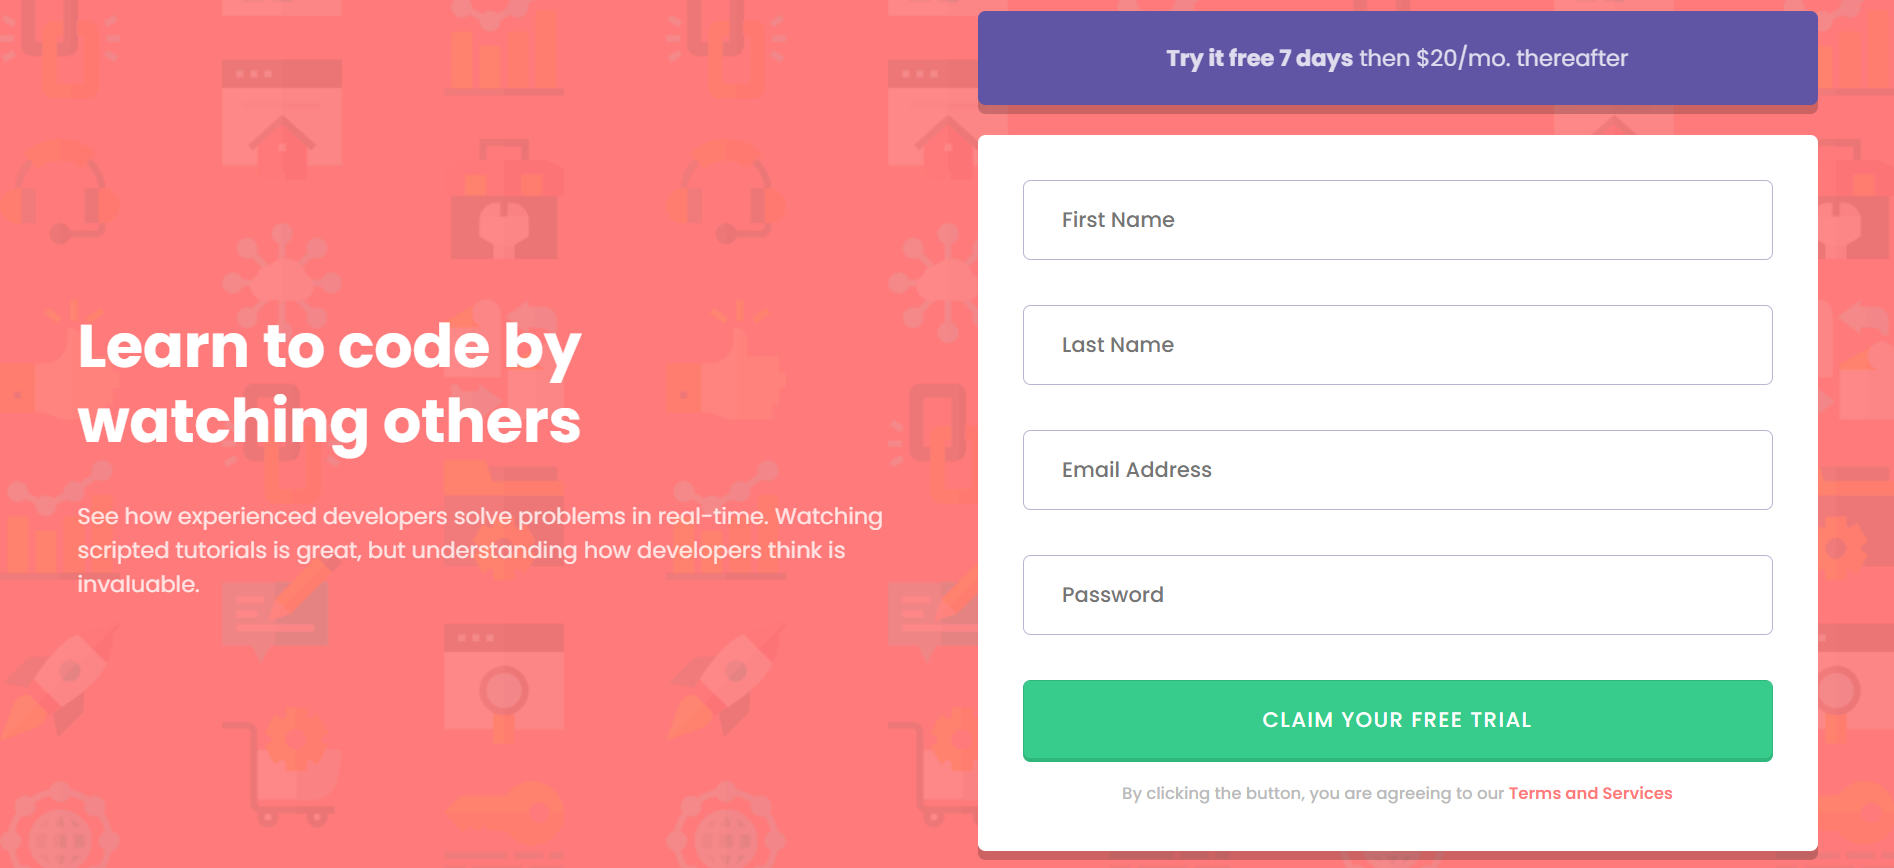 Learn to code by
watching others
See how experienced developers solve problems in real-time. Watching
scripted tutorials is great, but understanding how developers think is
invaluable.
Try it free 7 days then $20/mo. thereafter
First Name
Last Name
Email Address
Password
CLAIM YOUR FREE TRIAL
By clicking the button, you are agreeing to our Terms and Services